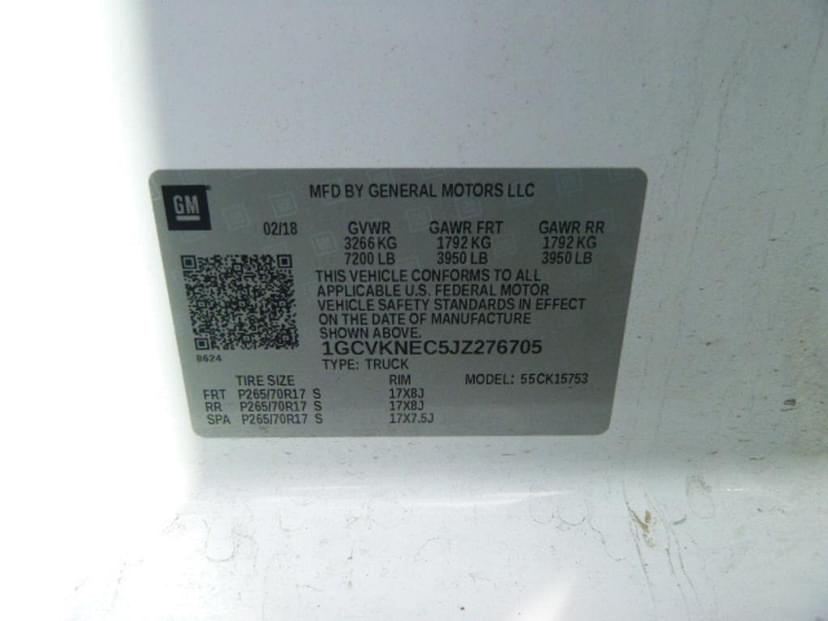 GM
MFD BY GENERAL MOTORS LLC
02/18 GVWR GAWR FRT GAWR RR
3266 KG 1792 KG 1792 KG
7200 LB 3950 LB 3950 LB
THIS VEHICLE CONFORMS TO ALL
APPLICABLE U.S. FEDERAL MOTOR
VEHICLE SAFETY STANDARDS IN EFFECT
ON THE DATE OF MANUFACTURE
SHOWN ABOVE.
8624
1GCVKNEC5JZ276705
TYPE: TRUCK
TIRE SIZE RIM MODEL: 55CK15753
FRT P265/70R17 S 17X8J
RR P265/70R17 S 17X8J
SPA P265/70R17 S 17X7.5J